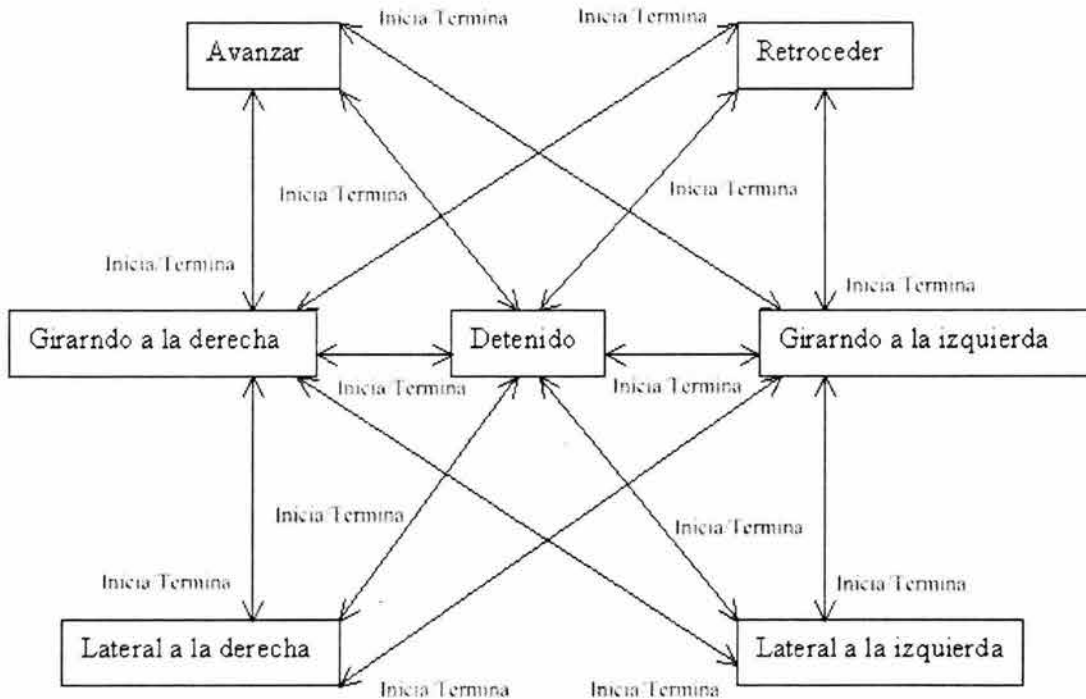 Inicia/Termina
Inicia/Termina
Avanzar
Retroceder
Inicia/Termina
Inicia/Termina
Inicia/Termina
Inicia/Termina
Girarndo a la derecha
Detenido
Girarndo a la izquierda
Inicia/Termina
Inicia/Termina
Inicia/Termina
Inicia/Termina
Inicia/Termina
Inicia/Termina
Lateral a la derecha
Lateral a la izquierda
Inicia/Termina
Inicia/Termina